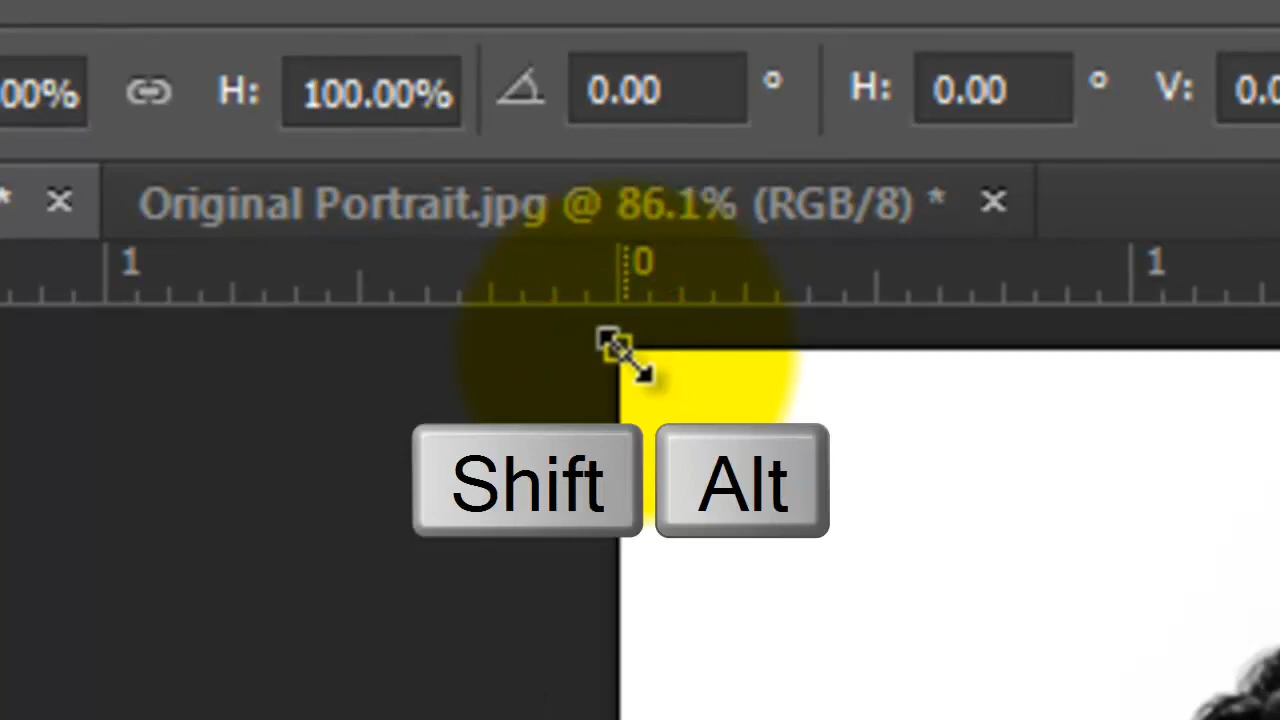 00% H: 100.00% 0.00 ° H: 0.00 ° V: 0.0
* × Original Portrait.jpg @ 86.1% (RGB/8) * ×
1 0 1
Shift Alt